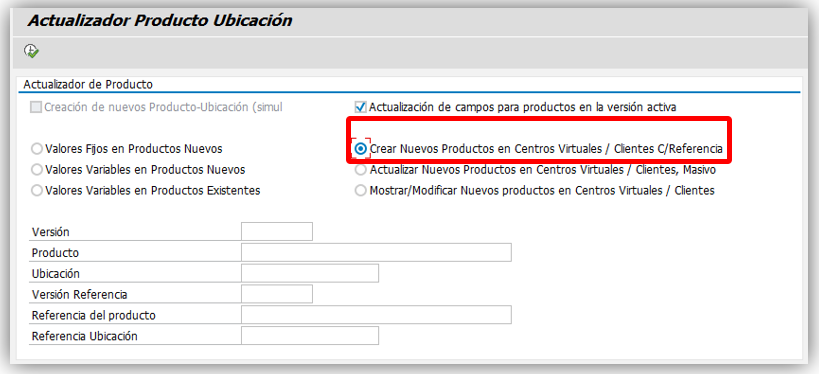 Actualizador Producto Ubicación
Actualizador de Producto
Creación de nuevos Producto-Ubicación (simul
Actualización de campos para productos en la versión activa
Valores Fijos en Productos Nuevos
Crear Nuevos Productos en Centros Virtuales / Clientes C/Referencia
Valores Variables en Productos Nuevos
Actualizar Nuevos Productos en Centros Virtuales / Clientes, Masivo
Valores Variables en Productos Existentes
Mostrar/Modificar Nuevos productos en Centros Virtuales / Clientes
Versión
Producto
Ubicación
Versión Referencia
Referencia del producto
Referencia Ubicación